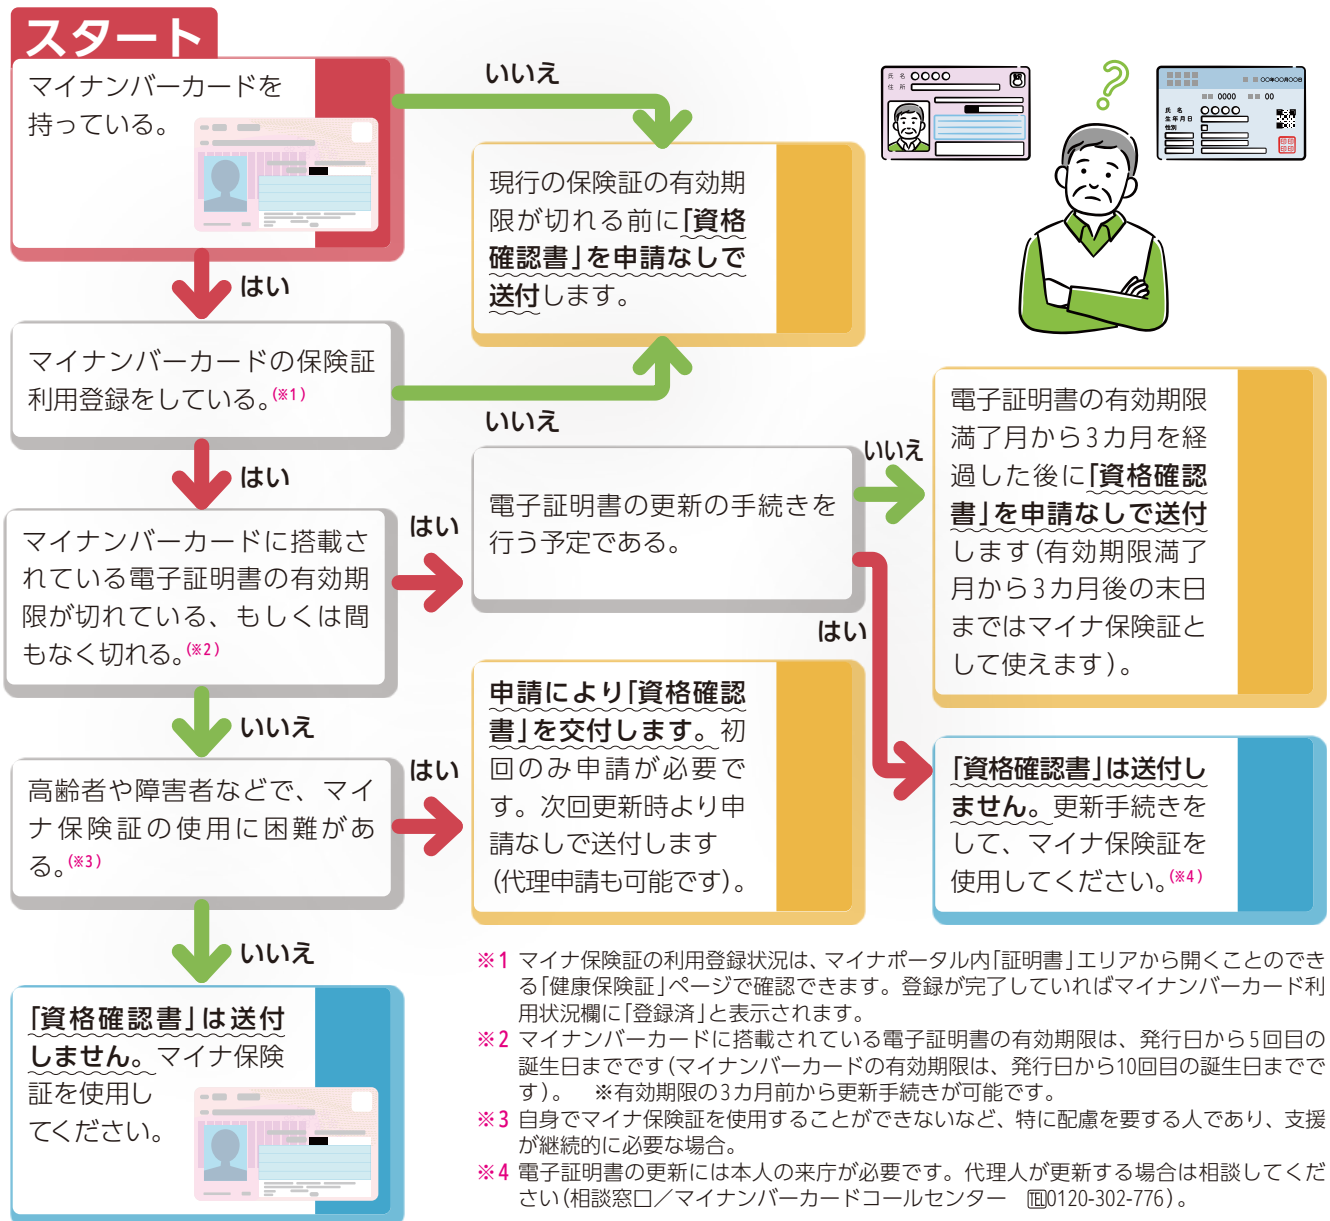 スタート
マイナンバーカードを
持っている。
いいえ
はい
現行の保険証の有効期
限が切れる前に「資格
確認書」を申請なしで
送付します。
氏 名 〇〇〇〇
住 所
?
〇〇年〇〇月〇〇日
0000
00
氏 名 〇〇〇〇
生年月日
性別
マイナンバーカードの保険証
利用登録をしている。(※1)
いいえ
はい
マイナンバーカードに搭載さ
れている電子証明書の有効期
限が切れている、もしくは間
もなく切れる。(※2)
はい
いいえ
電子証明書の更新の手続きを
行う予定である。
いいえ
はい
電子証明書の有効期限
満了月から3カ月を経
過した後に「資格確認
書」を申請なしで送付
します(有効期限満了
月から3カ月後の末日
まではマイナ保険証と
して使えます)。
「資格確認書」は送付し
ません。更新手続きを
して、マイナ保険証を
使用してください。(※4)
高齢者や障害者などで、マイ
ナ保険証の使用に困難があ
る。(※3)
はい
いいえ
申請により「資格確認
書」を交付します。初
回のみ申請が必要で
す。次回更新時より申
請なしで送付します
(代理申請も可能です)。
「資格確認書」は送付
しません。マイナ保険
証を使用し
てください。
※1 マイナ保険証の利用登録状況は、マイナポータル内「証明書」エリアから開くことのでき
る「健康保険証」ページで確認できます。登録が完了していればマイナンバーカード利
用状況欄に「登録済」と表示されます。
※2 マイナンバーカードに搭載されている電子証明書の有効期限は、発行日から5回目の
誕生日までです(マイナンバーカードの有効期限は、発行日から10回目の誕生日までで
す)。 ※有効期限の3カ月前から更新手続きが可能です。
※3 自身でマイナ保険証を使用することができないなど、特に配慮を要する人であり、支援
が継続的に必要な場合。
※4 電子証明書の更新には本人の来庁が必要です。代理人が更新する場合は相談してくだ
さい(相談窓口／マイナンバーカードコールセンター ℡0120-302-776)。